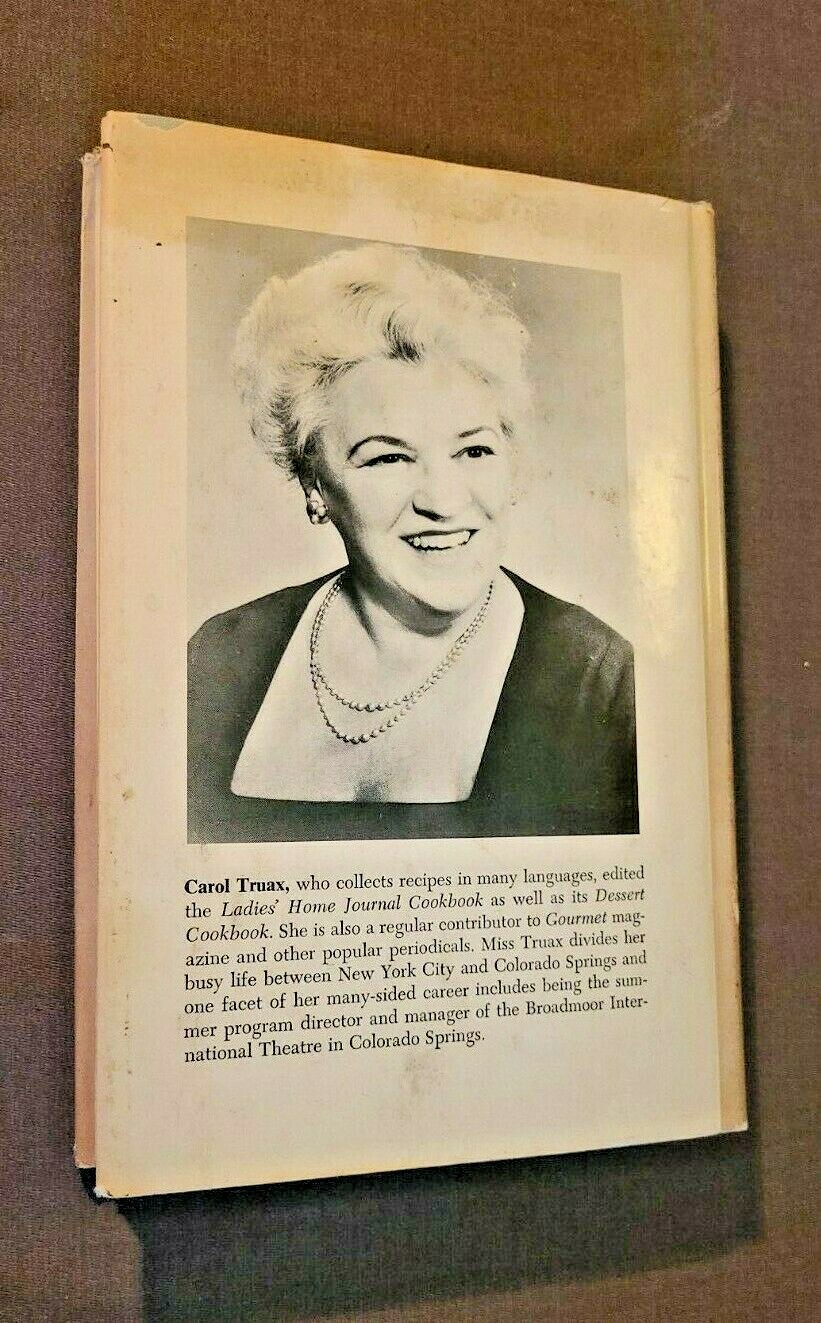 Carol Truax, who collects recipes in many languages, edited
the Ladies' Home Journal Cookbook as well as its Dessert
Cookbook. She is also a regular contributor to Gourmet mag-
azine and other popular periodicals. Miss Truax divides her
busy life between New York City and Colorado Springs and
one facet of her many-sided career includes being the sum-
mer program director and manager of the Broadmoor Inter-
national Theatre in Colorado Springs.